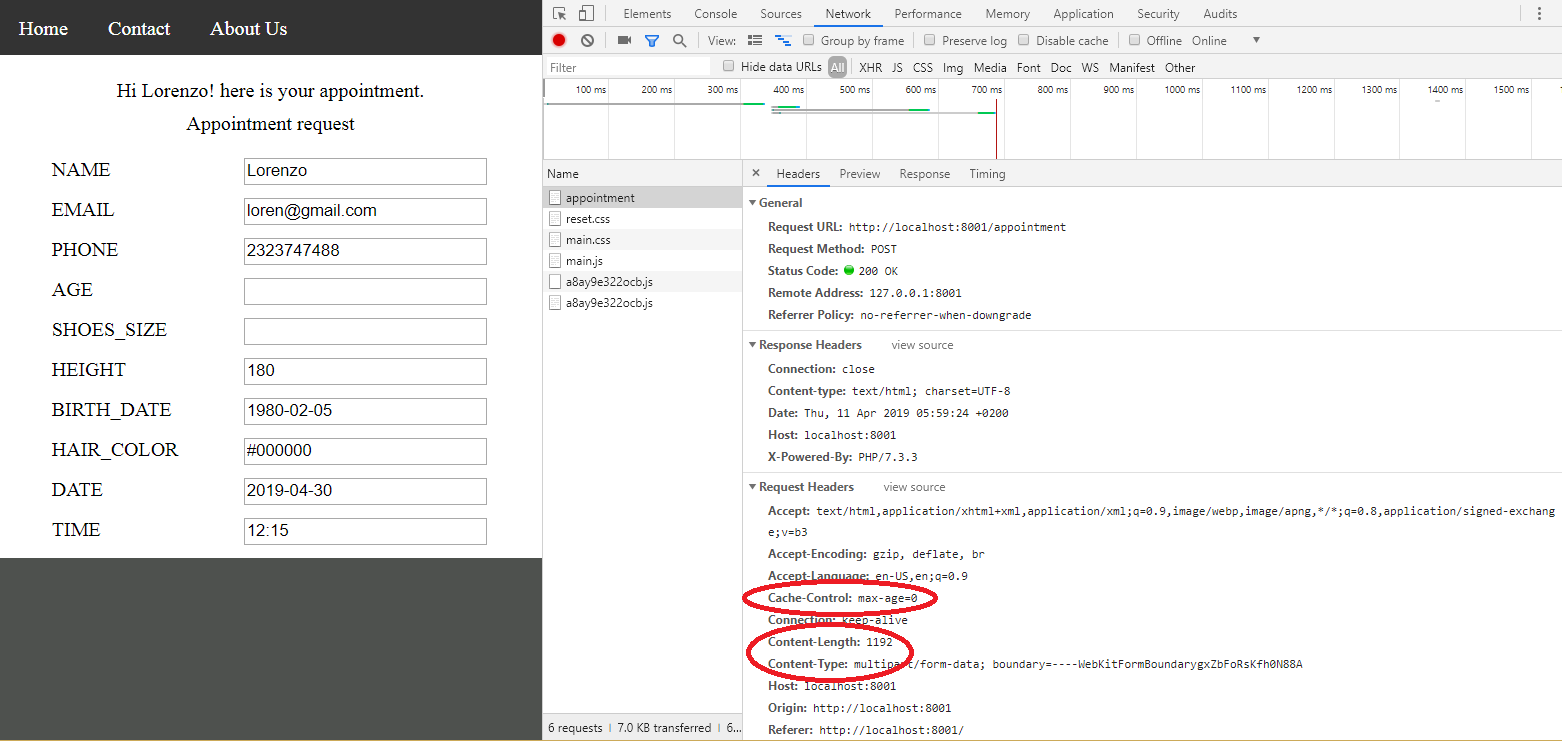 Home Contact About Us
Hi Lorenzo! here is your appointment.
Appointment request
NAME Lorenzo
EMAIL loren@gmail.com
PHONE 2323747488
AGE
SHOES_SIZE
HEIGHT 180
BIRTH_DATE 1980-02-05
HAIR_COLOR #000000
DATE 2019-04-30
TIME 12:15
Elements Console Sources Network Performance Memory Application Security Audits
View: Group by frame Preserve log Disable cache Offline Online
Filter Hide data URLs All XHR JS CSS Img Media Font Doc WS Manifest Other
100 ms 200 ms 300 ms 400 ms 500 ms 600 ms 700 ms 800 ms 900 ms 1000 ms 1100 ms 1200 ms 1300 ms 1400 ms 1500 ms
Name
appointment
reset.css
main.css
main.js
a8ay9e322ocb.js
a8ay9e322ocb.js
6 requests 7.0 KB transferred 6...
× Headers Preview Response Timing
General
Request URL: http://localhost:8001/appointment
Request Method: POST
Status Code: 200 OK
Remote Address: 127.0.0.1:8001
Referrer Policy: no-referrer-when-downgrade
Response Headers view source
Connection: close
Content-type: text/html; charset=UTF-8
Date: Thu, 11 Apr 2019 05:59:24 +0200
Host: localhost:8001
X-Powered-By: PHP/7.3.3
Request Headers view source
Accept: text/html,application/xhtml+xml,application/xml;q=0.9,image/webp,image/apng,*/*;q=0.8,application/signed-exchang
e;v=b3
Accept-Encoding: gzip, deflate, br
Accept-Language: en-US,en;q=0.9
Cache-Control: max-age=0
Connection: keep-alive
Content-Length: 1192
Content-Type: multipart/form-data; boundary=----WebKitFormBoundarygxZbFoRsKfh0N88A
Host: localhost:8001
Origin: http://localhost:8001
Referer: http://localhost:8001/